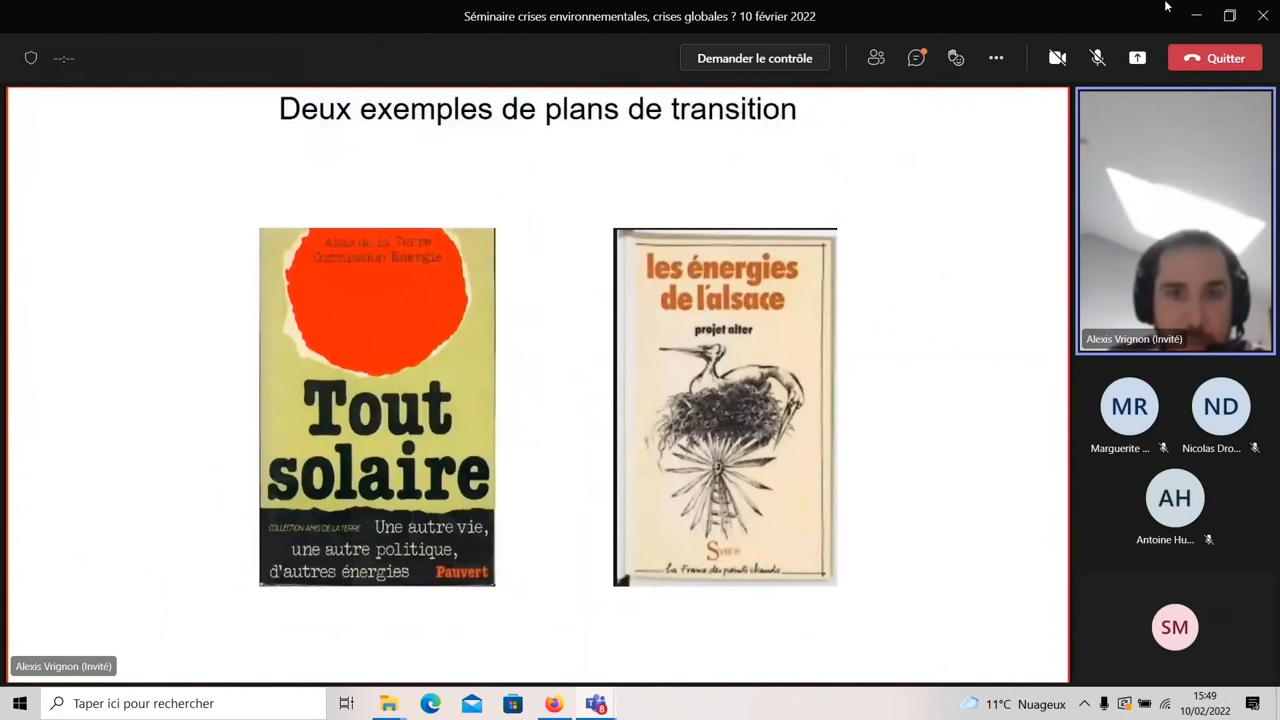 Séminaire crises environnementales, crises globales ? 10 février 2022
--:--
Demander le contrôle
Quitter
Deux exemples de plans de transition
Amis de la Terre
Commission Energie
Tout
solaire
COLLECTION AMIS DE LA TERRE
Une autre vie,
une autre politique,
d'autres énergies
Pauvert
les énergies
de l'alsace
projet alter
Syros
la France des points chauds
Alexis Vrignon (Invité)
MR
ND
Marguerite ...
Nicolas Dro...
AH
Antoine Hu...
SM
Alexis Vrignon (Invité)
Taper ici pour rechercher
8
11°C Nuageux
15:49
10/02/2022